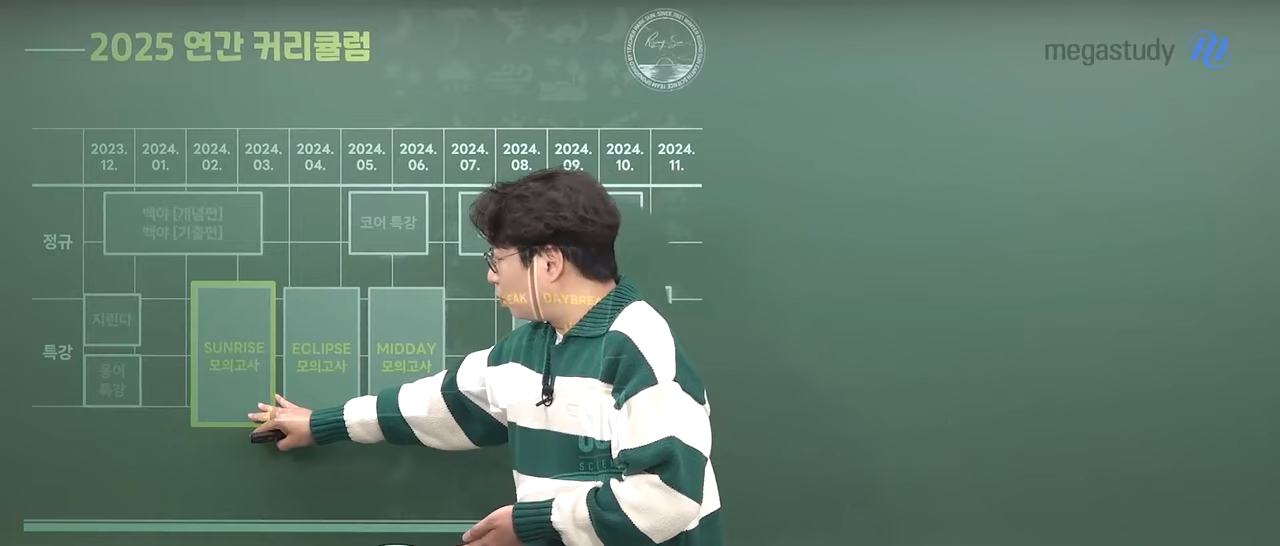 2025 연간 커리큘럼
megastudy
2023. 12.
2024. 01.
2024. 02.
2024. 03.
2024. 04.
2024. 05.
2024. 06.
2024. 07.
2024. 08.
2024. 09.
2024. 10.
2024. 11.
정규
백야 [개념편]
백야 [기출편]
코어 특강
특강
지린다
특강
SUNRISE
모의고사
ECLIPSE
모의고사
MIDDAY
모의고사
DAYBREA